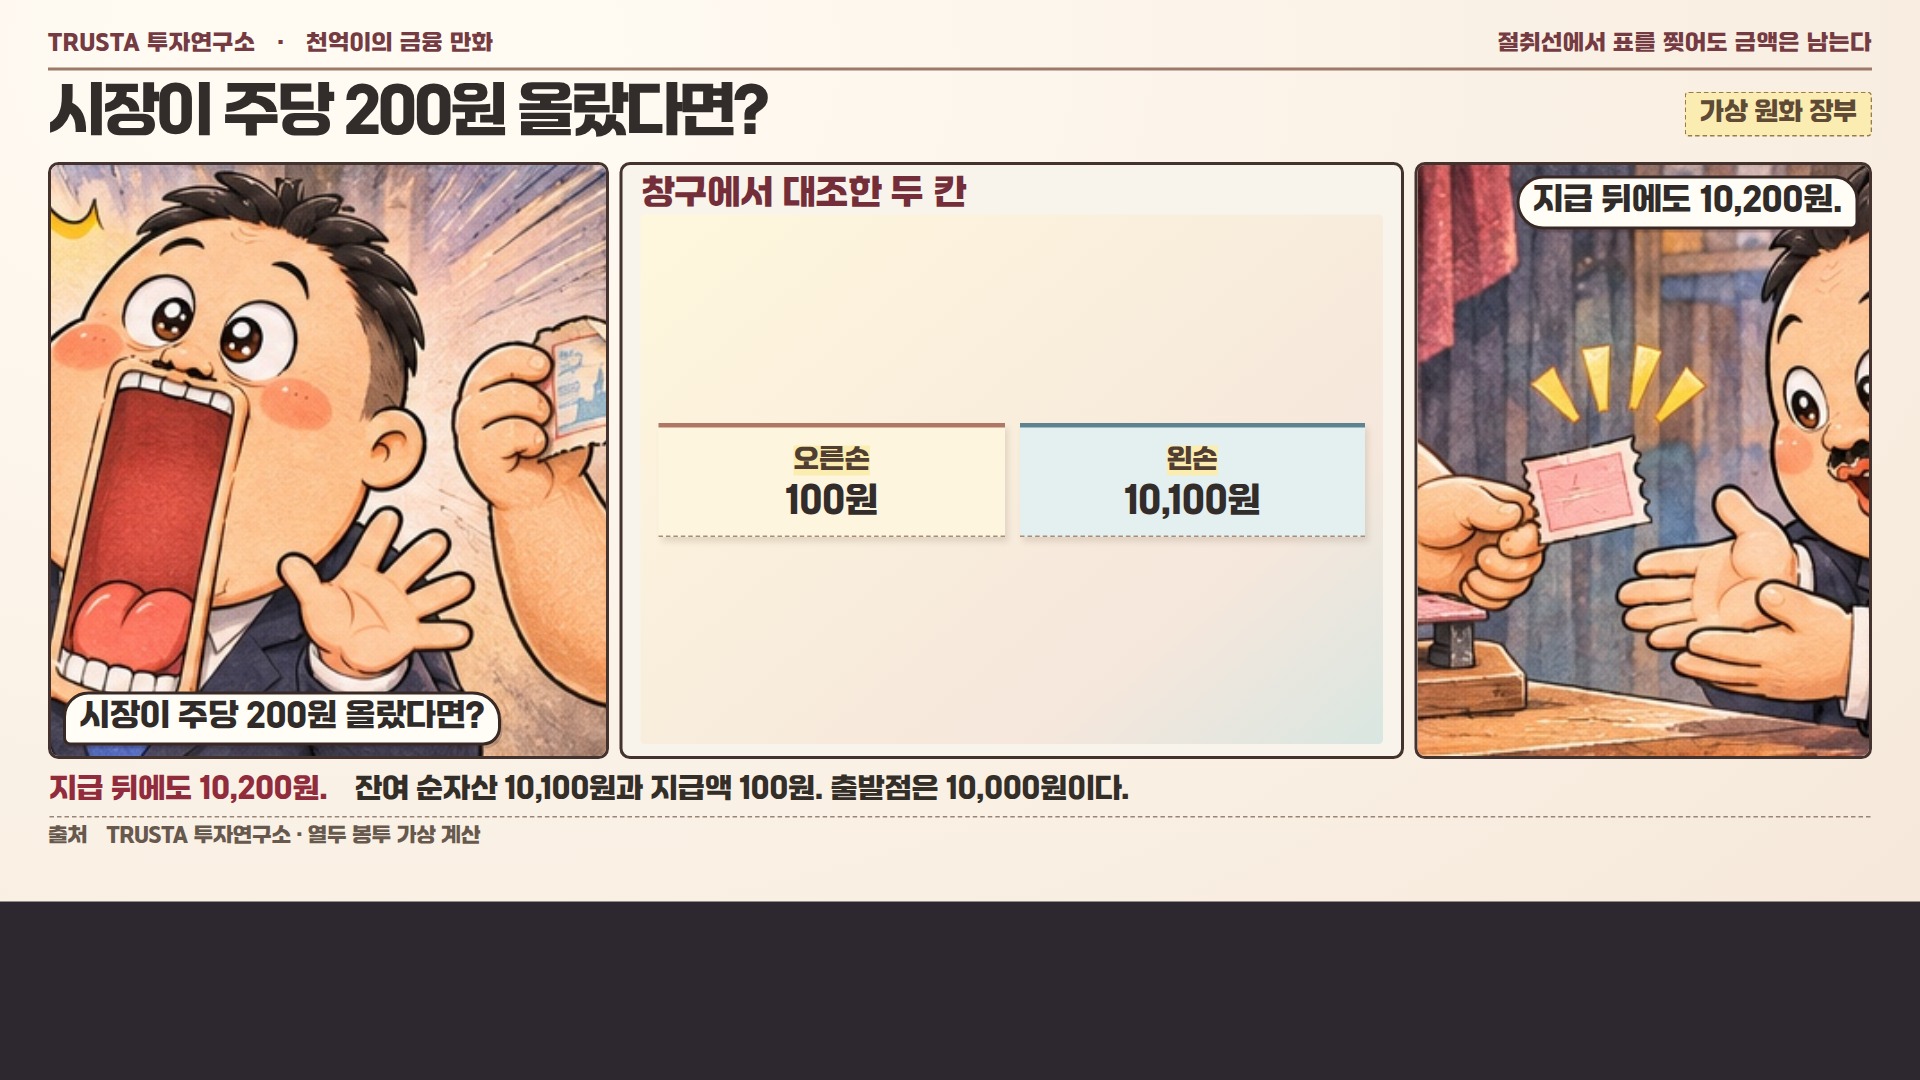 TRUSTA 투자연구소 · 천억이의 금융 만화
절취선에서 표를 찢어도 금액은 남는다
시장이 주당 200원 올랐다면?
가상 원화 장부
시장이 주당 200원 올랐다면?
창구에서 대조한 두 칸
오른손
100원
왼손
10,100원
지급 뒤에도 10,200원.
지급 뒤에도 10,200원. 잔여 순자산 10,100원과 지급액 100원. 출발점은 10,000원이다.
출처 TRUSTA 투자연구소 · 열두 봉투 가상 계산